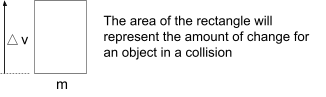 △ v
m
The area of the rectangle will
represent the amount of change for
an object in a collision